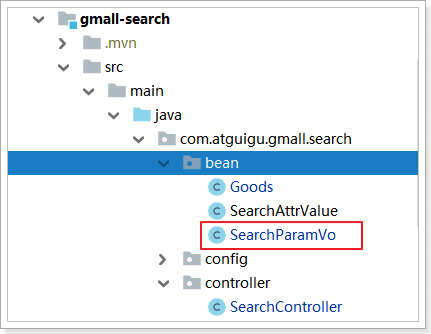 gmall-search
.mvn
src
main
java
com.atguigu.gmall.search
bean
Goods
SearchAttrValue
SearchParamVo
config
controller
SearchController